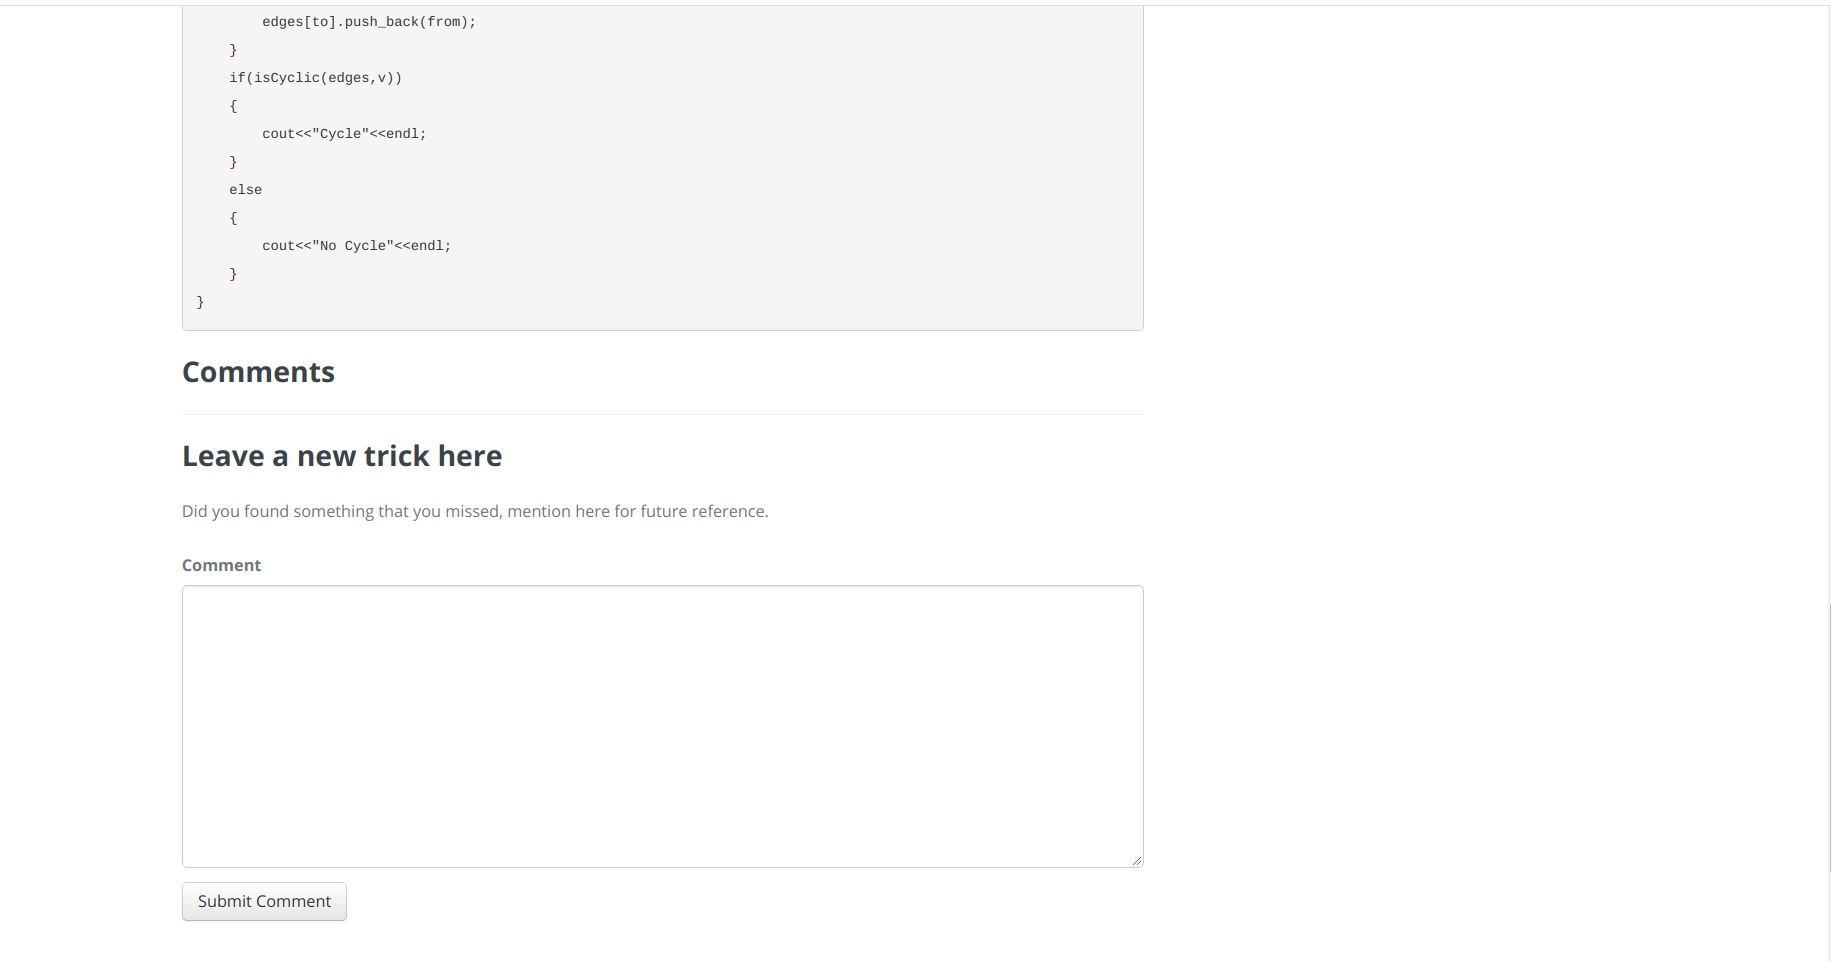 edges[to].push_back(from);
}
if(isCyclic(edges,v))
{
cout<<"Cycle"<<endl;
}
else
{
cout<<"No Cycle"<<endl;
}
}
Comments
Leave a new trick here
Did you found something that you missed, mention here for future reference.
Comment
Submit Comment